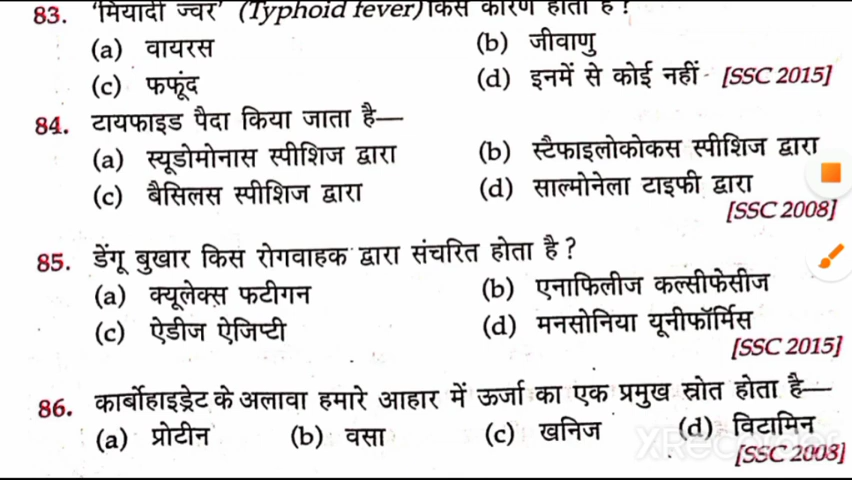 83. 'मियादी ज्वर' (Typhoid fever) किस कारण होता है?
(a) वायरस (b) जीवाणु
(c) फफूंद (d) इनमें से कोई नहीं [SSC 2015]
84. टायफाइड पैदा किया जाता है—
(a) स्यूडोमोनास स्पीशिज द्वारा (b) स्टैफाइलोकोकस स्पीशिज द्वारा
(c) बैसिलस स्पीशिज द्वारा (d) साल्मोनेला टाइफी द्वारा
[SSC 2008]
85. डेंगू बुखार किस रोगवाहक द्वारा संचरित होता है?
(a) क्यूलेक्स फटीगन (b) एनाफिलीज कल्सीफेसीज
(c) ऐडीज ऐजिप्टी (d) मनसोनिया यूनीफॉर्मिस
[SSC 2015]
86. कार्बोहाइड्रेट के अलावा हमारे आहार में ऊर्जा का एक प्रमुख स्रोत होता है—
(a) प्रोटीन (b) वसा (c) खनिज (d) विटामिन
XRecorder
[SSC 2008]